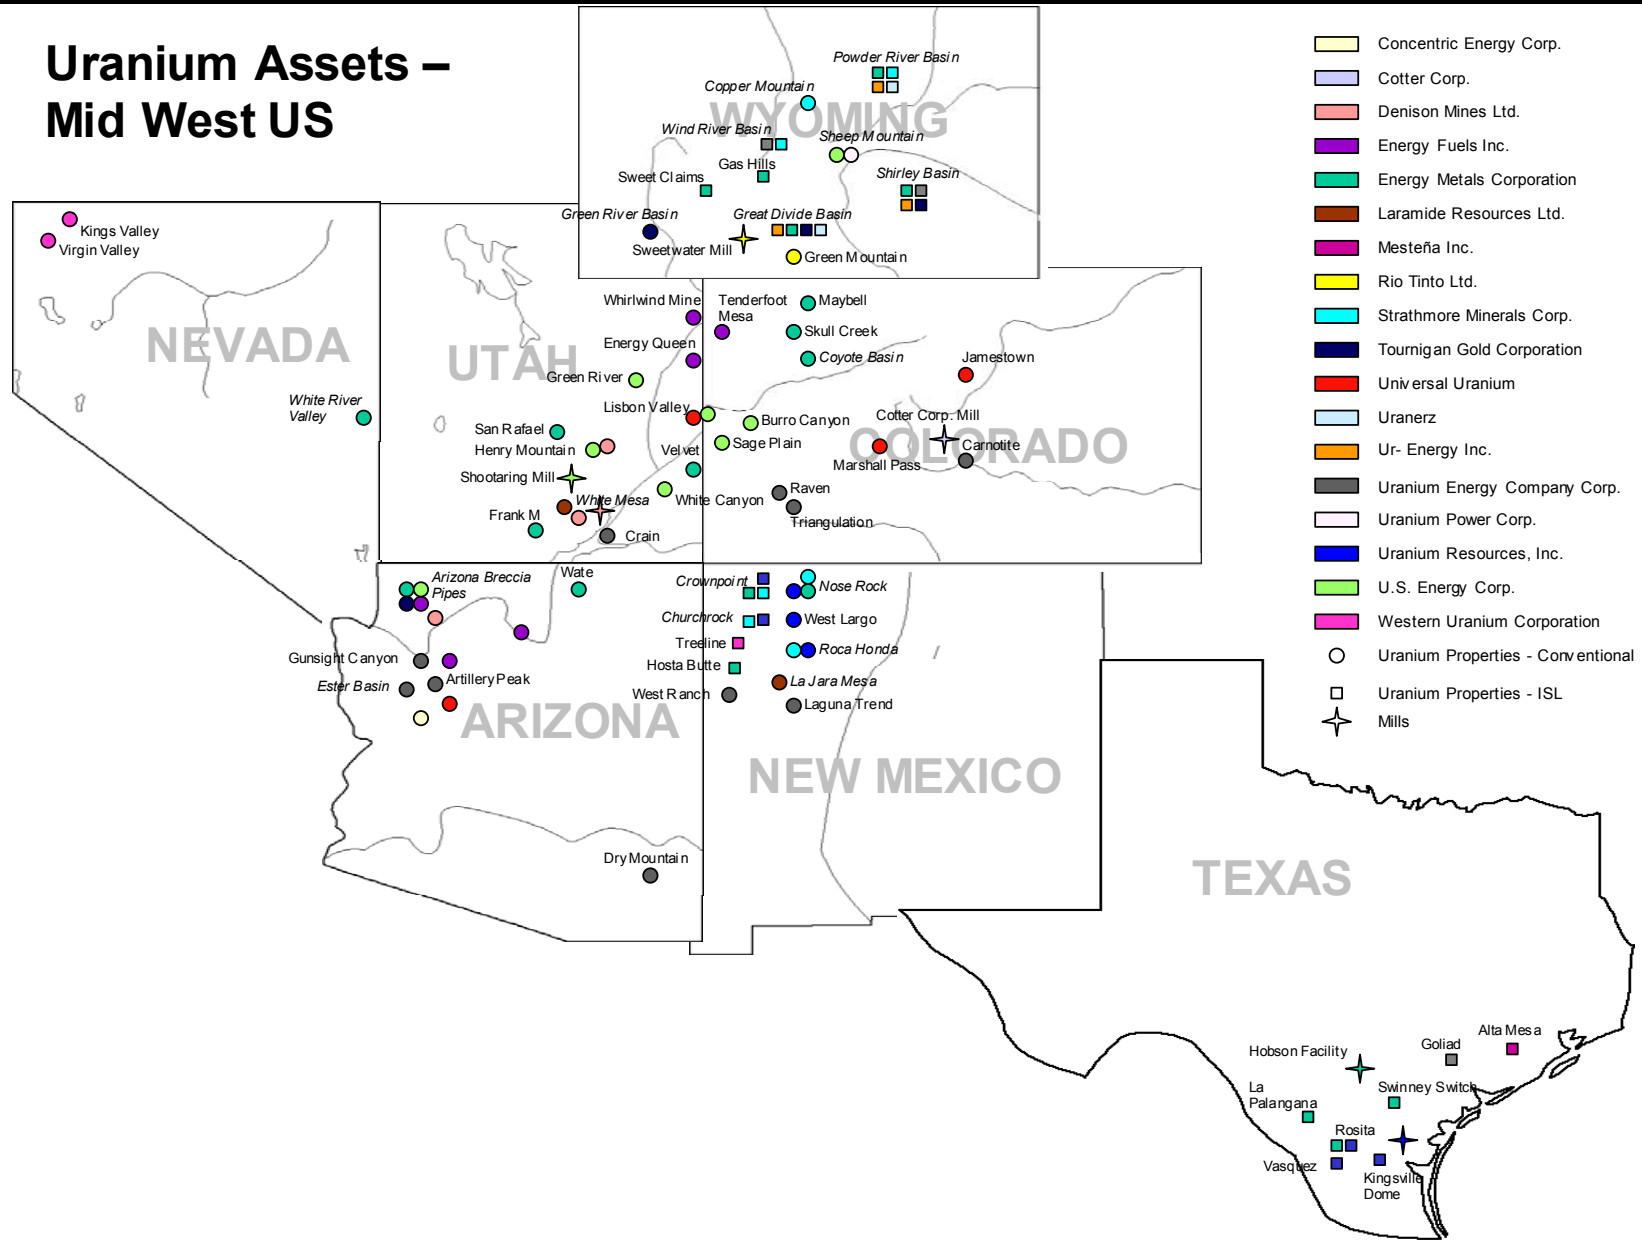 Uranium Assets –
Mid West US
Powder River Basin
Copper Mountain
WYOMING
Wind River Basin
Sheep Mountain
Gas Hills
Sweet Claims
Shirley Basin
Green River Basin
Great Divide Basin
Sweetwater Mill
Green Mountain
Kings Valley
Virgin Valley
NEVADA
White River
Valley
UTAH
Whirlwind Mine
Energy Queen
Green River
Lisbon Valley
San Rafael
Henry Mountain
Velvet
Shootaring Mill
White Mesa
White Canyon
Frank M
Crain
Tenderfoot
Mesa
Maybell
Skull Creek
Coyote Basin
Jamestown
Burro Canyon
Sage Plain
Cotter Corp. Mill
COLORADO
Carnotite
Marshall Pass
Raven
Triangulation
Arizona Breccia
Pipes
Wate
Gunsight Canyon
Ester Basin
Artillery Peak
ARIZONA
Dry Mountain
Crownpoint
Nose Rock
Churchrock
West Largo
Treeline
Roca Honda
Hosta Butte
La Jara Mesa
West Ranch
Laguna Trend
NEW MEXICO
TEXAS
Alta Mesa
Goliad
Hobson Facility
La
Palangana
Swinney Switch
Rosita
Vasquez
Kingsville
Dome
Concentric Energy Corp.
Cotter Corp.
Denison Mines Ltd.
Energy Fuels Inc.
Energy Metals Corporation
Laramide Resources Ltd.
Mesteña Inc.
Rio Tinto Ltd.
Strathmore Minerals Corp.
Tournigan Gold Corporation
Universal Uranium
Uranerz
Ur- Energy Inc.
Uranium Energy Company Corp.
Uranium Power Corp.
Uranium Resources, Inc.
U.S. Energy Corp.
Western Uranium Corporation
Uranium Properties - Conventional
Uranium Properties - ISL
Mills